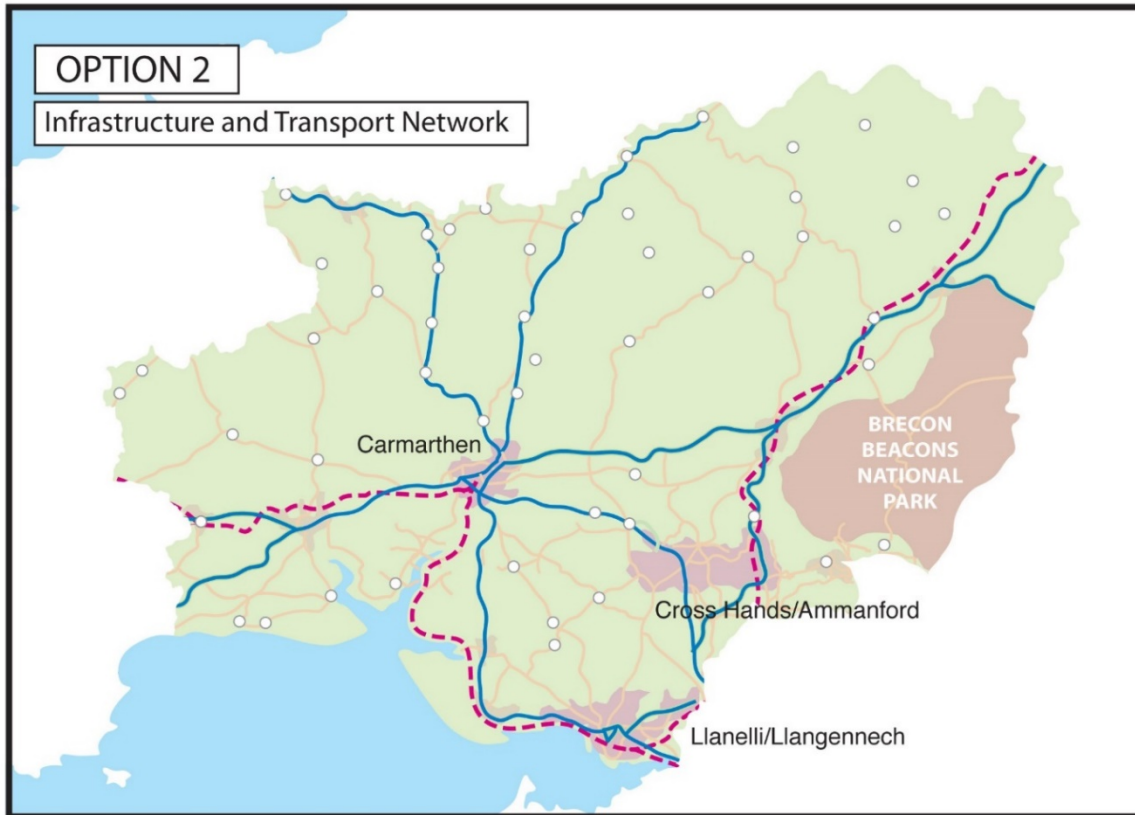 OPTION 2
Infrastructure and Transport Network
Carmarthen
BRECON
BEACONS
NATIONAL
PARK
Cross Hands/Ammanford
Llanelli/Llangennech